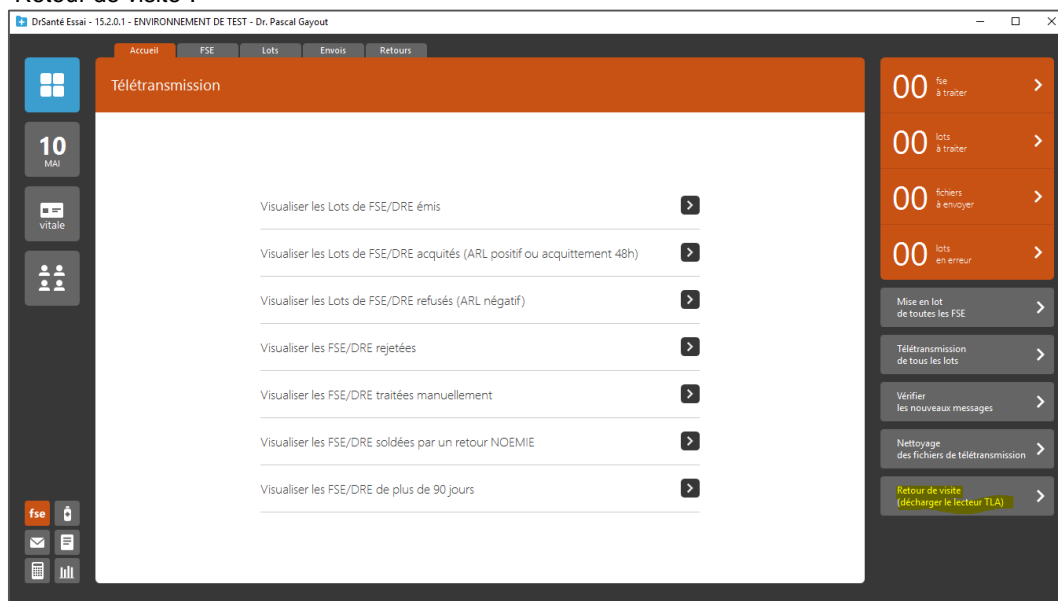 Retour de visite :
DrSanté Essai - 15.2.0.1 - ENVIRONNEMENT DE TEST - Dr. Pascal Gayout
Accueil FSE Lots Envois Retours
Télétransmission
10
MAI
vitale
Visualiser les Lots de FSE/DRE émis
Visualiser les Lots de FSE/DRE acquités (ARL positif ou acquittement 48h)
Visualiser les Lots de FSE/DRE refusés (ARL négatif)
Visualiser les FSE/DRE rejetées
Visualiser les FSE/DRE traitées manuellement
Visualiser les FSE/DRE soldées par un retour NOEMIE
Visualiser les FSE/DRE de plus de 90 jours
00 fse
à traiter
00 lots
à traiter
00 fichiers
à envoyer
00 lots
en erreur
Mise en lot
de toutes les FSE
Télétransmission
de tous les lots
Vérifier
les nouveaux messages
Nettoyage
des fichiers de télétransmission
Retour de visite
(décharger le lecteur TLA)
fse